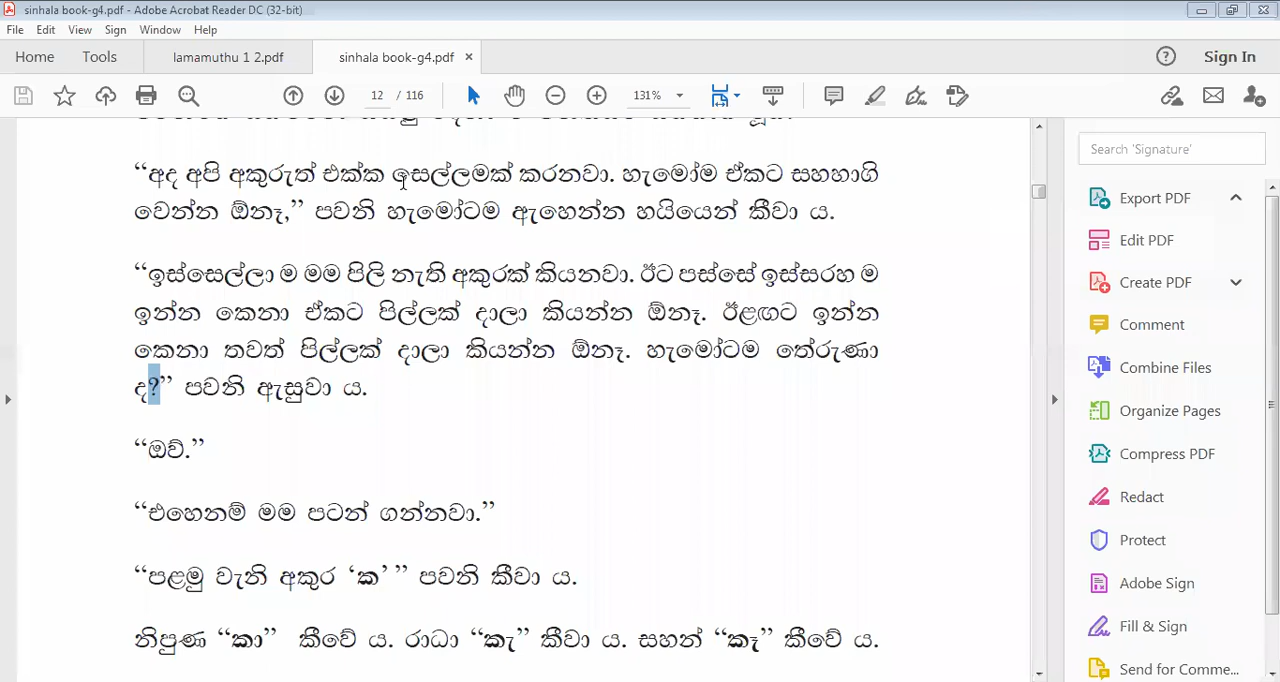 sinhala book-g4.pdf - Adobe Acrobat Reader DC (32-bit)
File Edit View Sign Window Help
Home Tools lamamuthu 1 2.pdf sinhala book-g4.pdf × Sign In
12 / 116 131%
“අද අපි අකුරුත් එක්ක සෙල්ලමක් කරනවා. හැමෝම ඒකට සහභාගි
වෙන්න ඕනෑ,” පවනි හැමෝටම ඇහෙන්න හයියෙන් කීවා ය.
“ඉස්සෙල්ලා ම මම පිලි නැති අකුරක් කියනවා. ඊට පස්සේ ඉස්සරහ ම
ඉන්න කෙනා ඒකට පිල්ලක් දාලා කියන්න ඕනෑ. ඊළඟට ඉන්න
කෙනා තවත් පිල්ලක් දාලා කියන්න ඕනෑ. හැමෝටම තේරුණා
ද?” පවනි ඇසුවා ය.
“ඔව්.”
“එහෙනම් මම පටන් ගන්නවා.”
“පළමු වැනි අකුර ‘ක’ ” පවනි කීවා ය.
නිපුණ “කා” කීවේ ය. රාධා “කැ” කීවා ය. සහන් “කෑ” කීවේ ය.
Search 'Signature'
Export PDF
Edit PDF
Create PDF
Comment
Combine Files
Organize Pages
Compress PDF
Redact
Protect
Adobe Sign
Fill & Sign
Send for Comme...